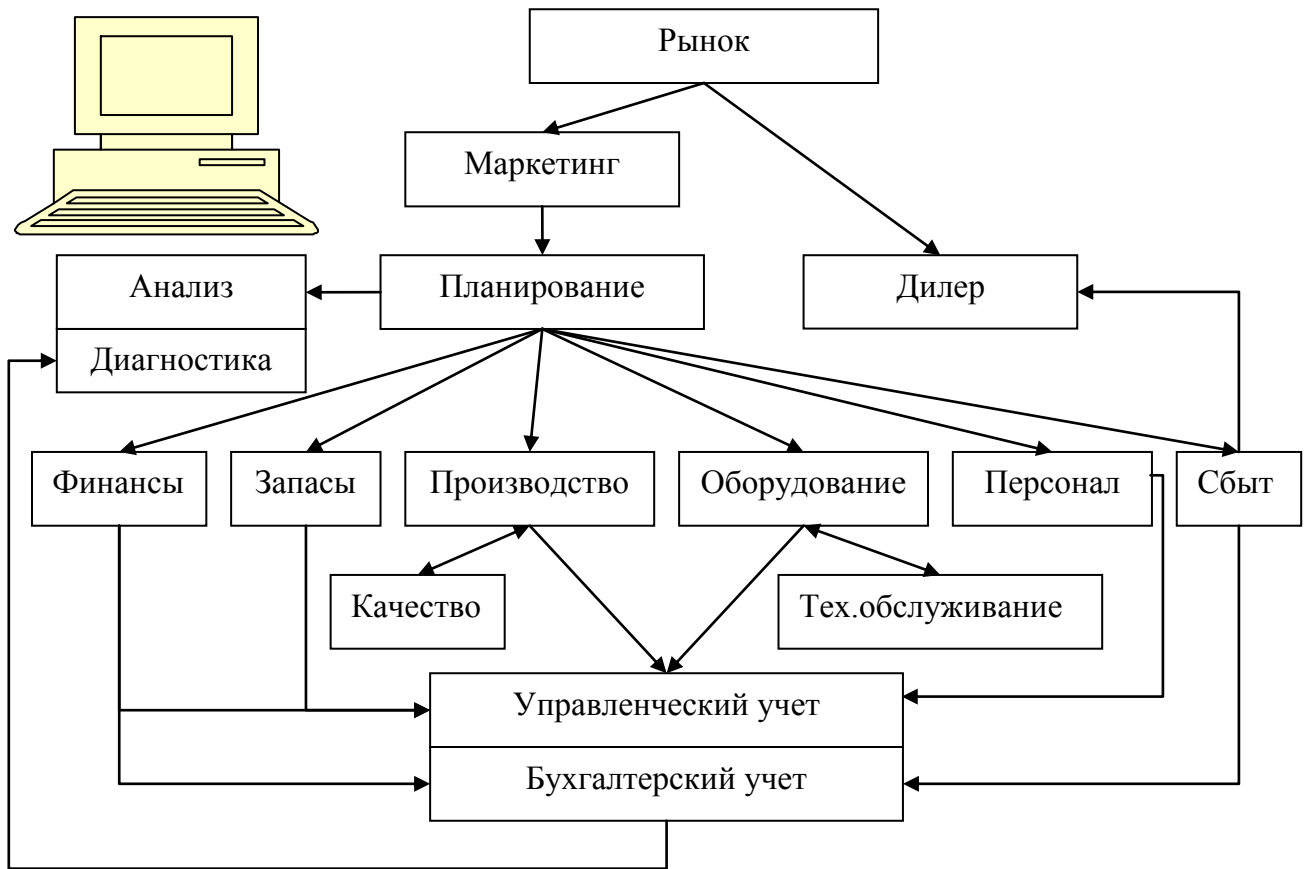 Рынок
Маркетинг
Анализ
Планирование
Дилер
Диагностика
Финансы
Запасы
Производство
Оборудование
Персонал
Сбыт
Качество
Тех.обслуживание
Управленческий учет
Бухгалтерский учет